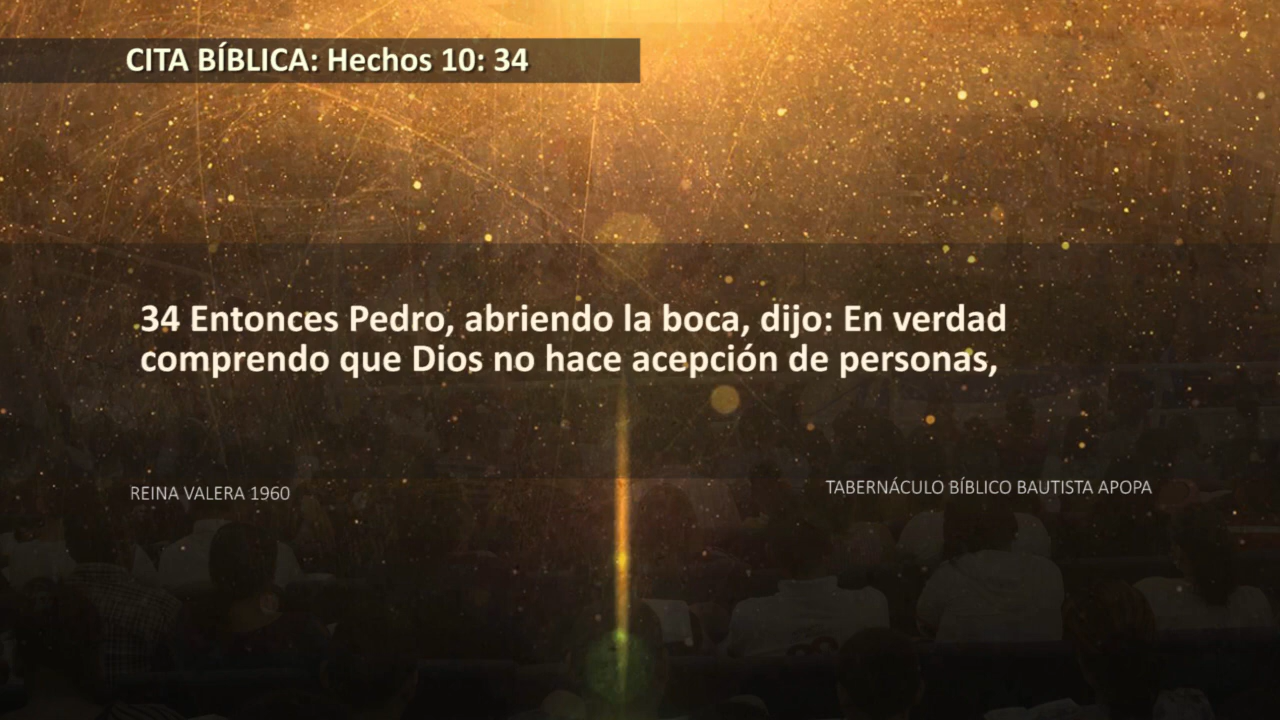 CITA BÍBLICA: Hechos 10: 34
34 Entonces Pedro, abriendo la boca, dijo: En verdad
comprendo que Dios no hace acepción de personas,
REINA VALERA 1960
TABERNÁCULO BÍBLICO BAUTISTA APOPA